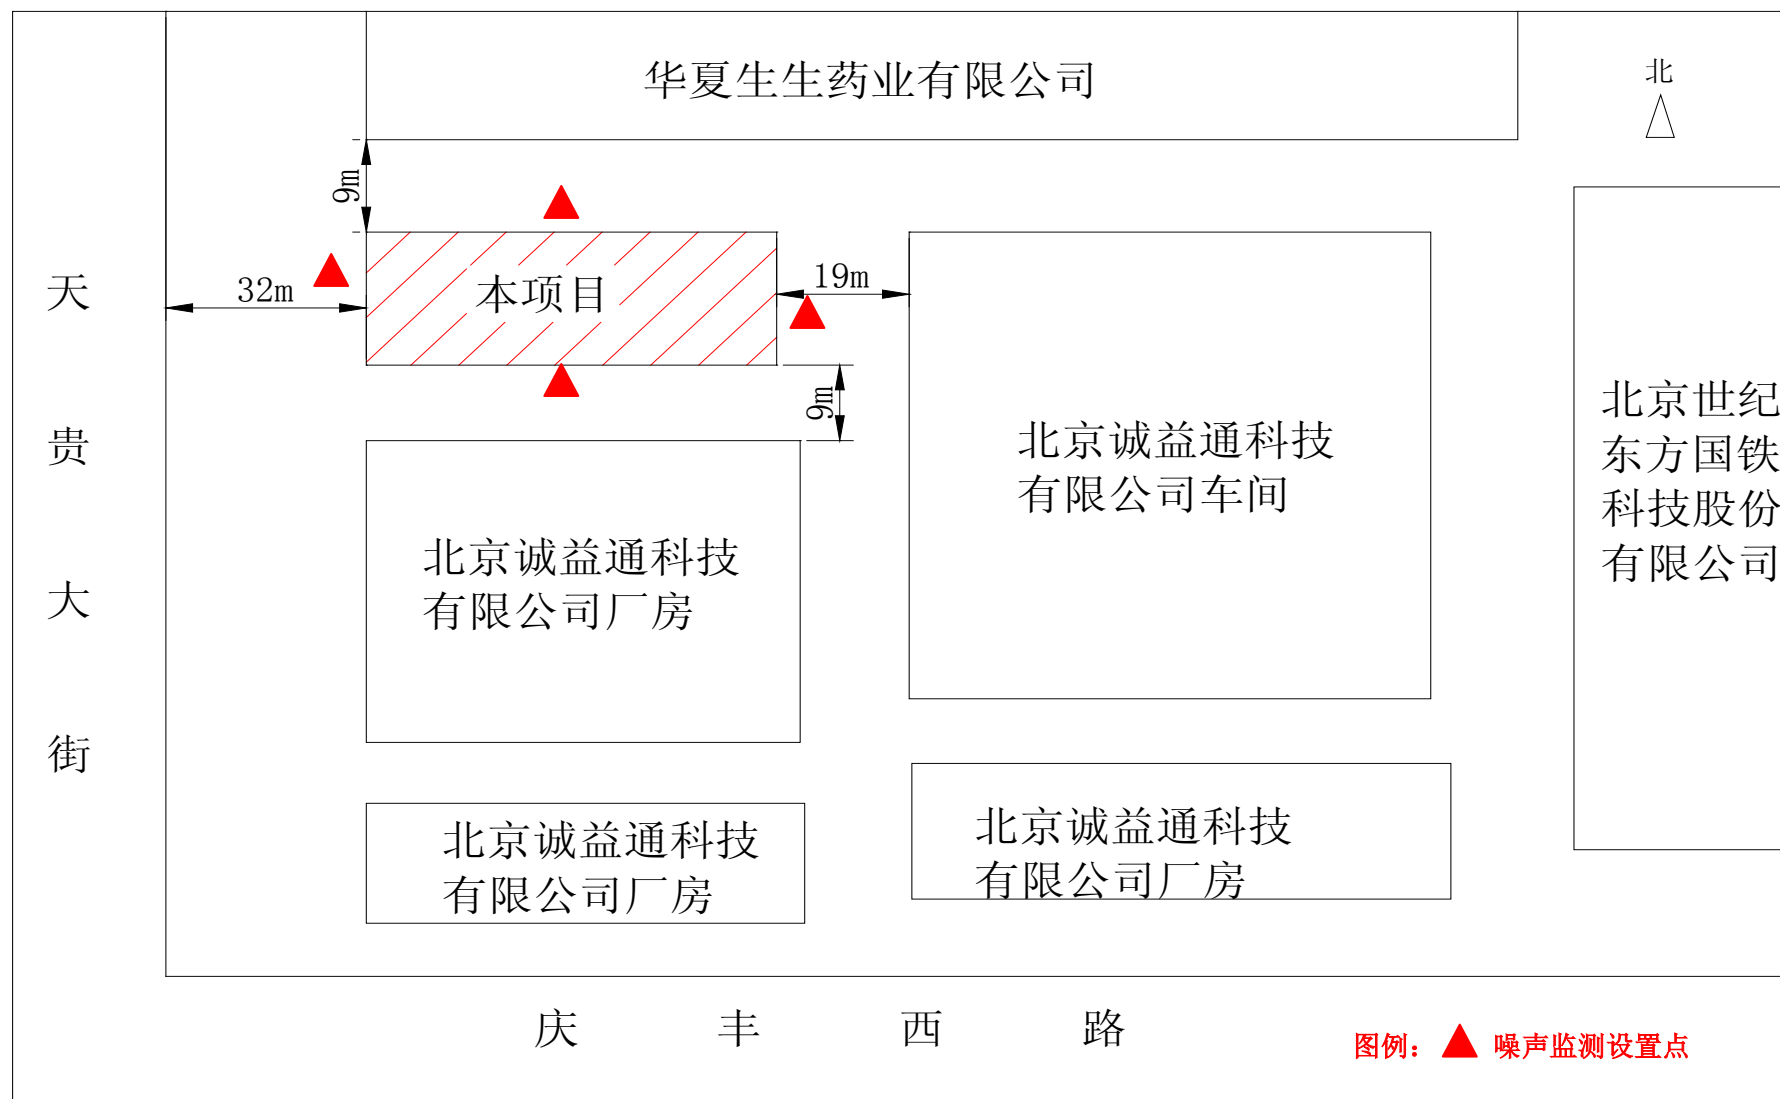 华夏生生药业有限公司
北
9m
天贵大街
32m
本项目
19m
9m
北京诚益通科技
有限公司车间
北京世纪
东方国铁
科技股份
有限公司
北京诚益通科技
有限公司厂房
北京诚益通科技
有限公司厂房
北京诚益通科技
有限公司厂房
庆丰西路
图例： 噪声监测设置点